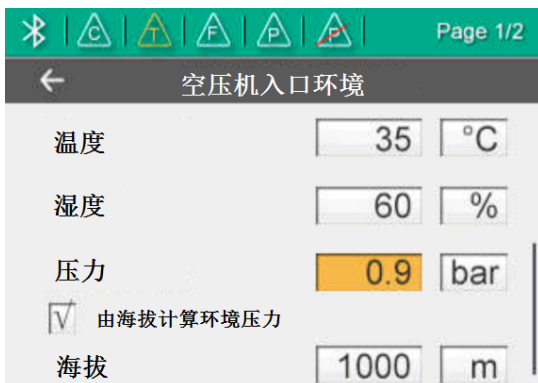 C T F P P Page 1/2
空压机入口环境
温度 35 °C
湿度 60 %
压力 0.9 bar
√ 由海拔计算环境压力
海拔 1000 m